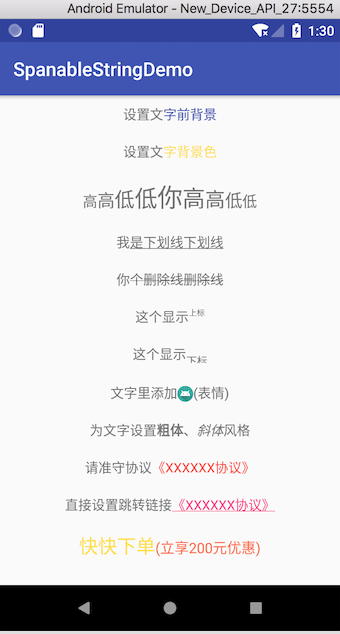 Android Emulator - New_Device_API_27:5554
1:30
SpanableStringDemo
设置文字前背景
设置文字背景色
高高低低你高高低低
我是下划线下划线
你个删除线删除线
这个显示上标
这个显示下标
文字里添加(表情)
为文字设置粗体、斜体风格
请准守协议《XXXXXX协议》
直接设置跳转链接《XXXXXX协议》
快快下单(立享200元优惠)